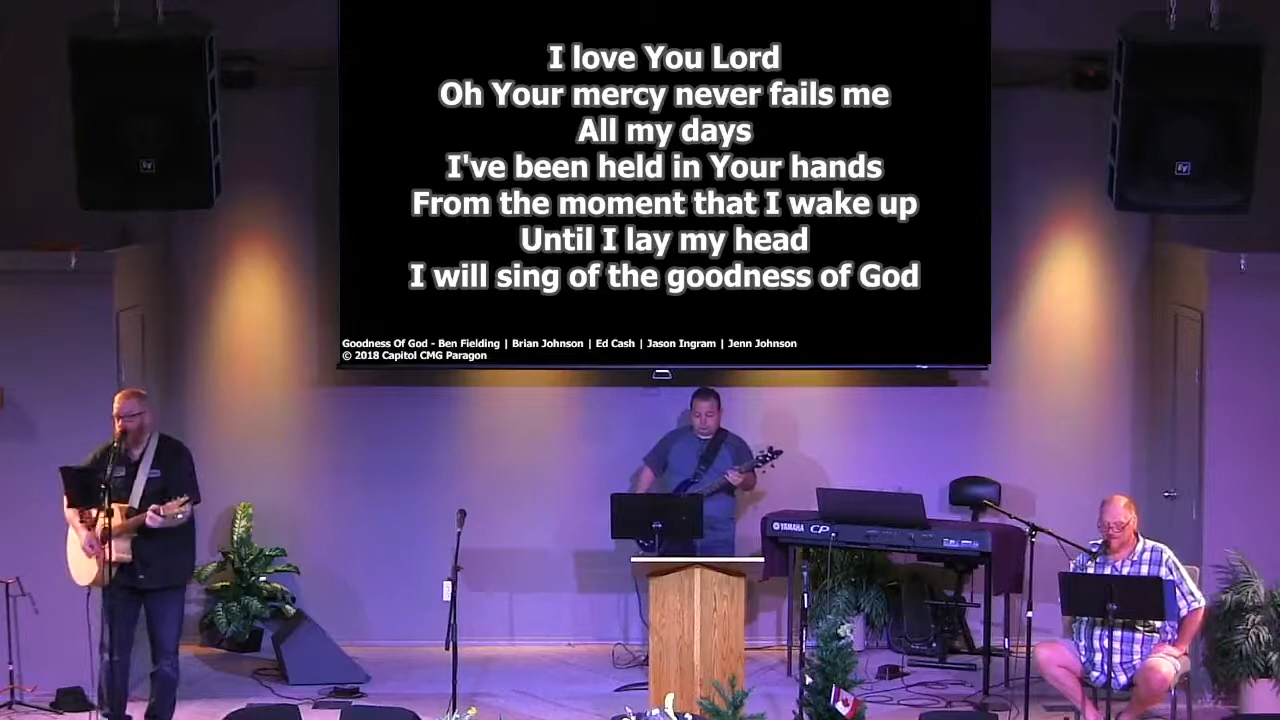 I love You Lord
Oh Your mercy never fails me
All my days
I've been held in Your hands
From the moment that I wake up
Until I lay my head
I will sing of the goodness of God
Goodness Of God - Ben Fielding | Brian Johnson | Ed Cash | Jason Ingram | Jenn Johnson
© 2018 Capitol CMG Paragon
EV
EV
YAMAHA CP